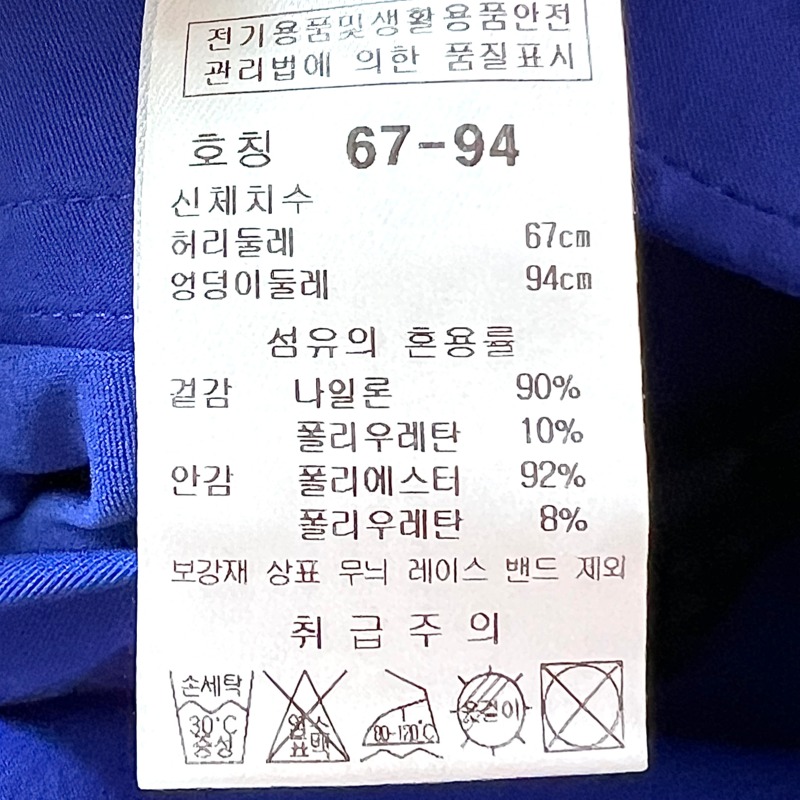 전기용품및생활용품안전
관리법에 의한 품질표시
호칭 67-94
신체치수
허리둘레 67cm
엉덩이둘레 94cm
섬유의 혼용률
겉감 나일론 90%
폴리우레탄 10%
안감 폴리에스터 92%
폴리우레탄 8%
보강재 상표 무늬 레이스 밴드 제외
취급주의
손세탁
30°C
중성
염소
표백
80-120°C
옷걸이